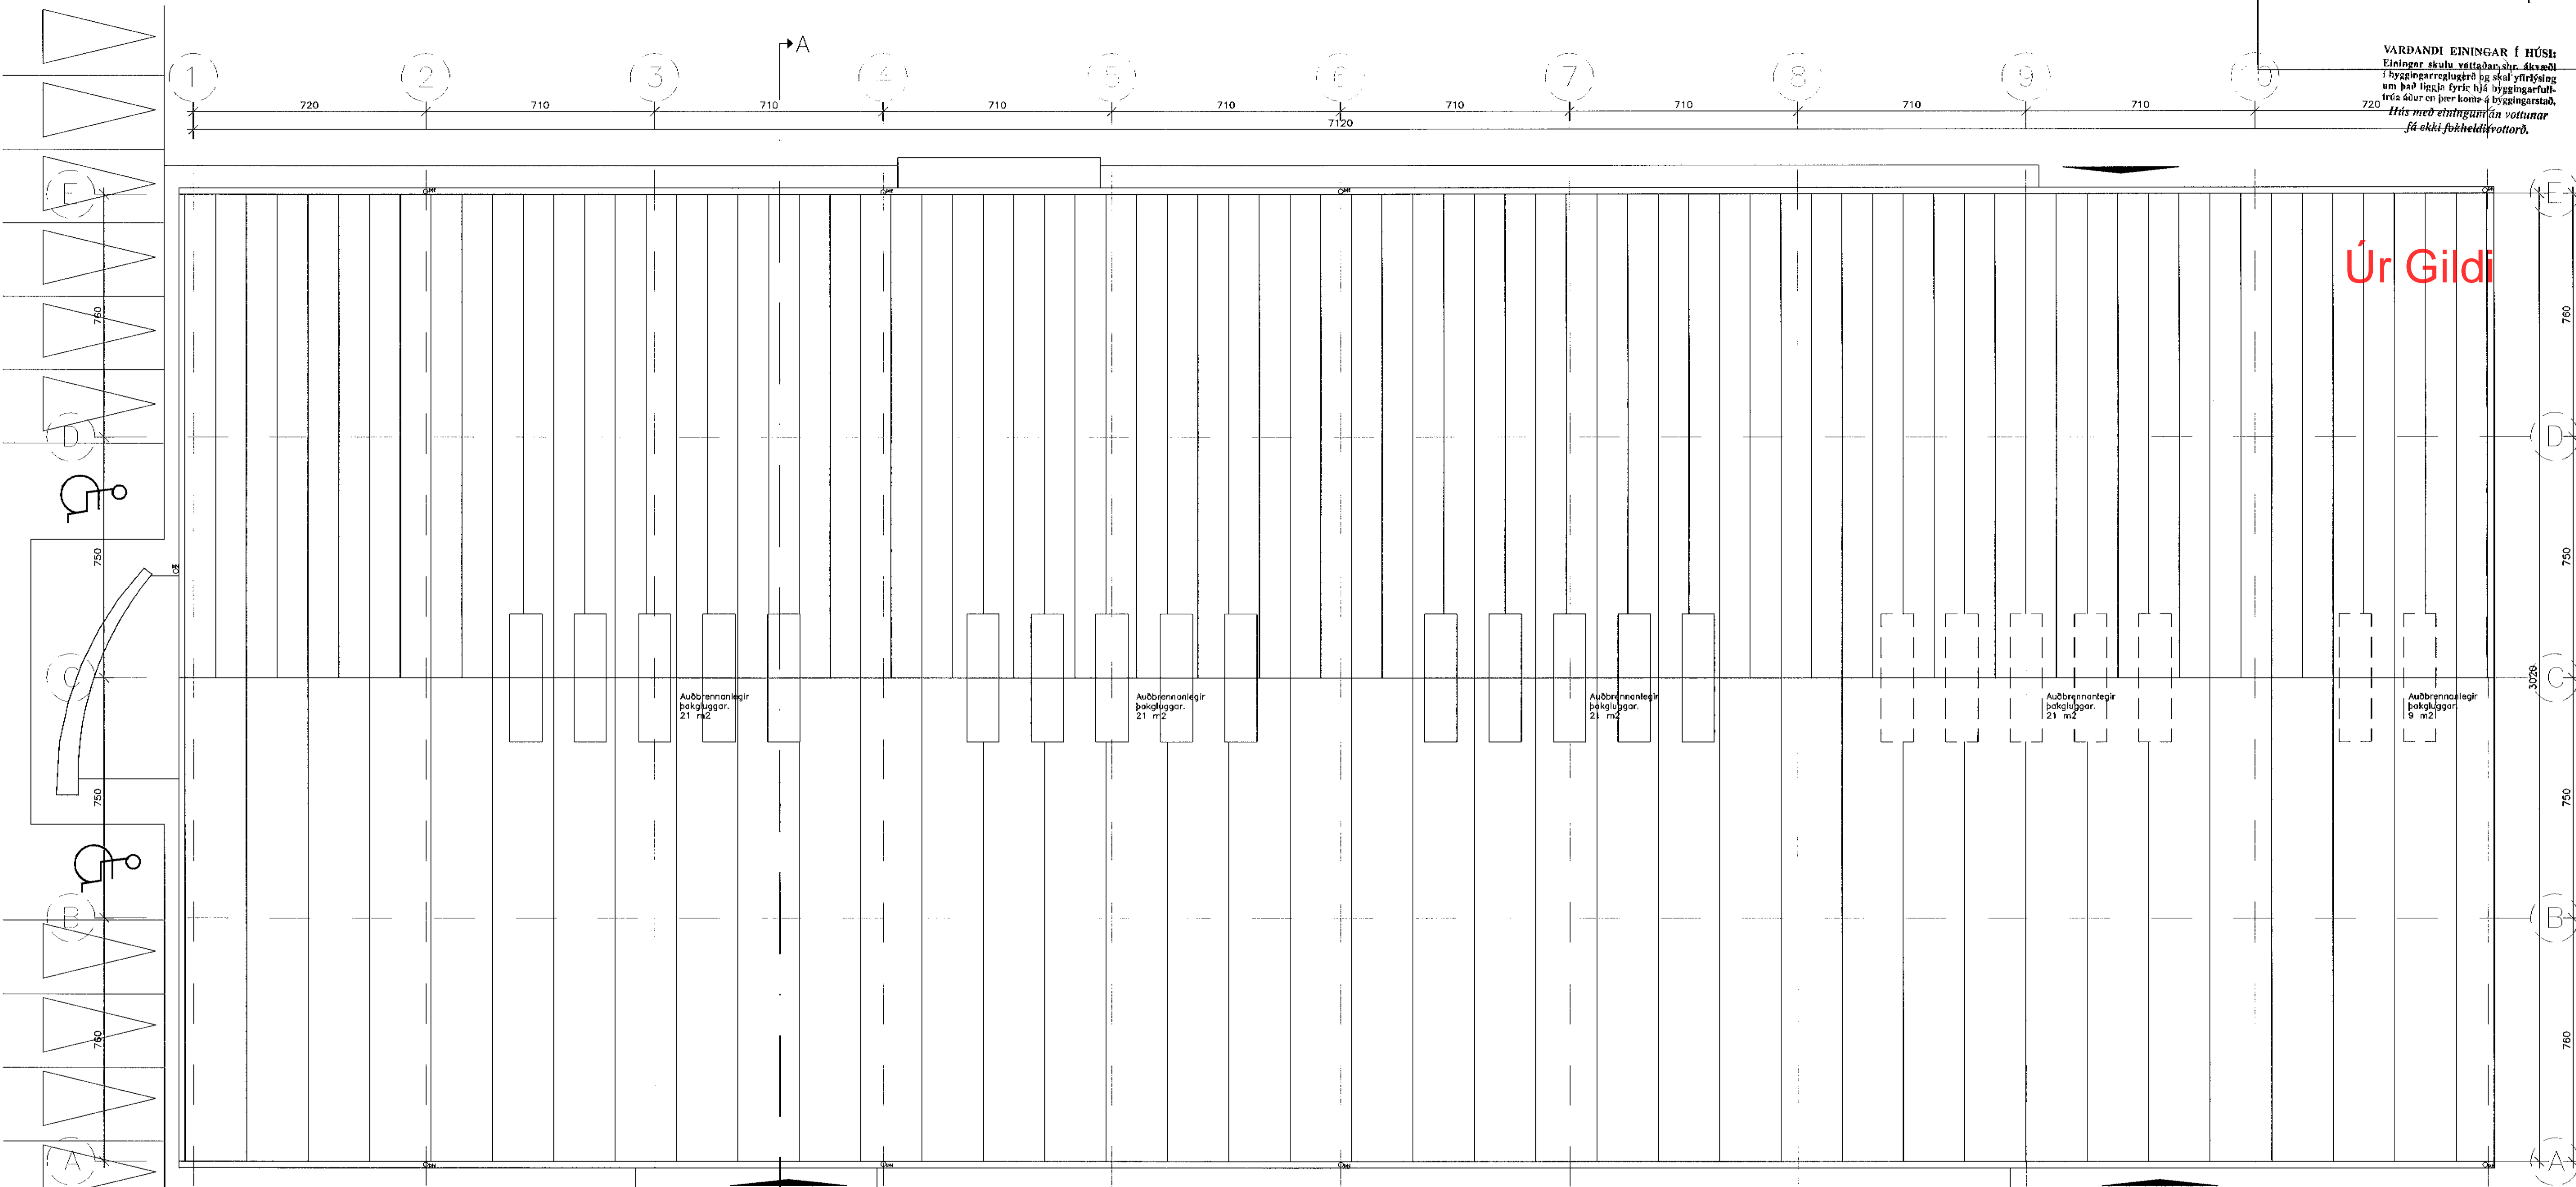 A
VARÐANDI EININGAR Í HÚSI:
Einingar skulu vottaðar sbr. ákvæði
í byggingarreglugerð og skal yfirlýsing
um það liggja fyrir hjá byggingarfull-
trúa áður en þær koma á byggingarstað.
Hús með einingum án vottunar
fá ekki fokheldisvottorð.
1 2 3 4 5 6 7 8 9
720 710 710 710 710 710 710 710 710 720
7120
E E
Úr Gildi
760 760
D D
750 750
C C
3020
Auðbrennanlegir
þakgluggar.
21 m2
Auðbrennanlegir
þakgluggar.
21 m2
Auðbrennanlegir
þakgluggar.
21 m2
Auðbrennanlegir
þakgluggar.
21 m2
Auðbrennanlegir
þakgluggar.
9 m2
750 750
B B
760 760
A A